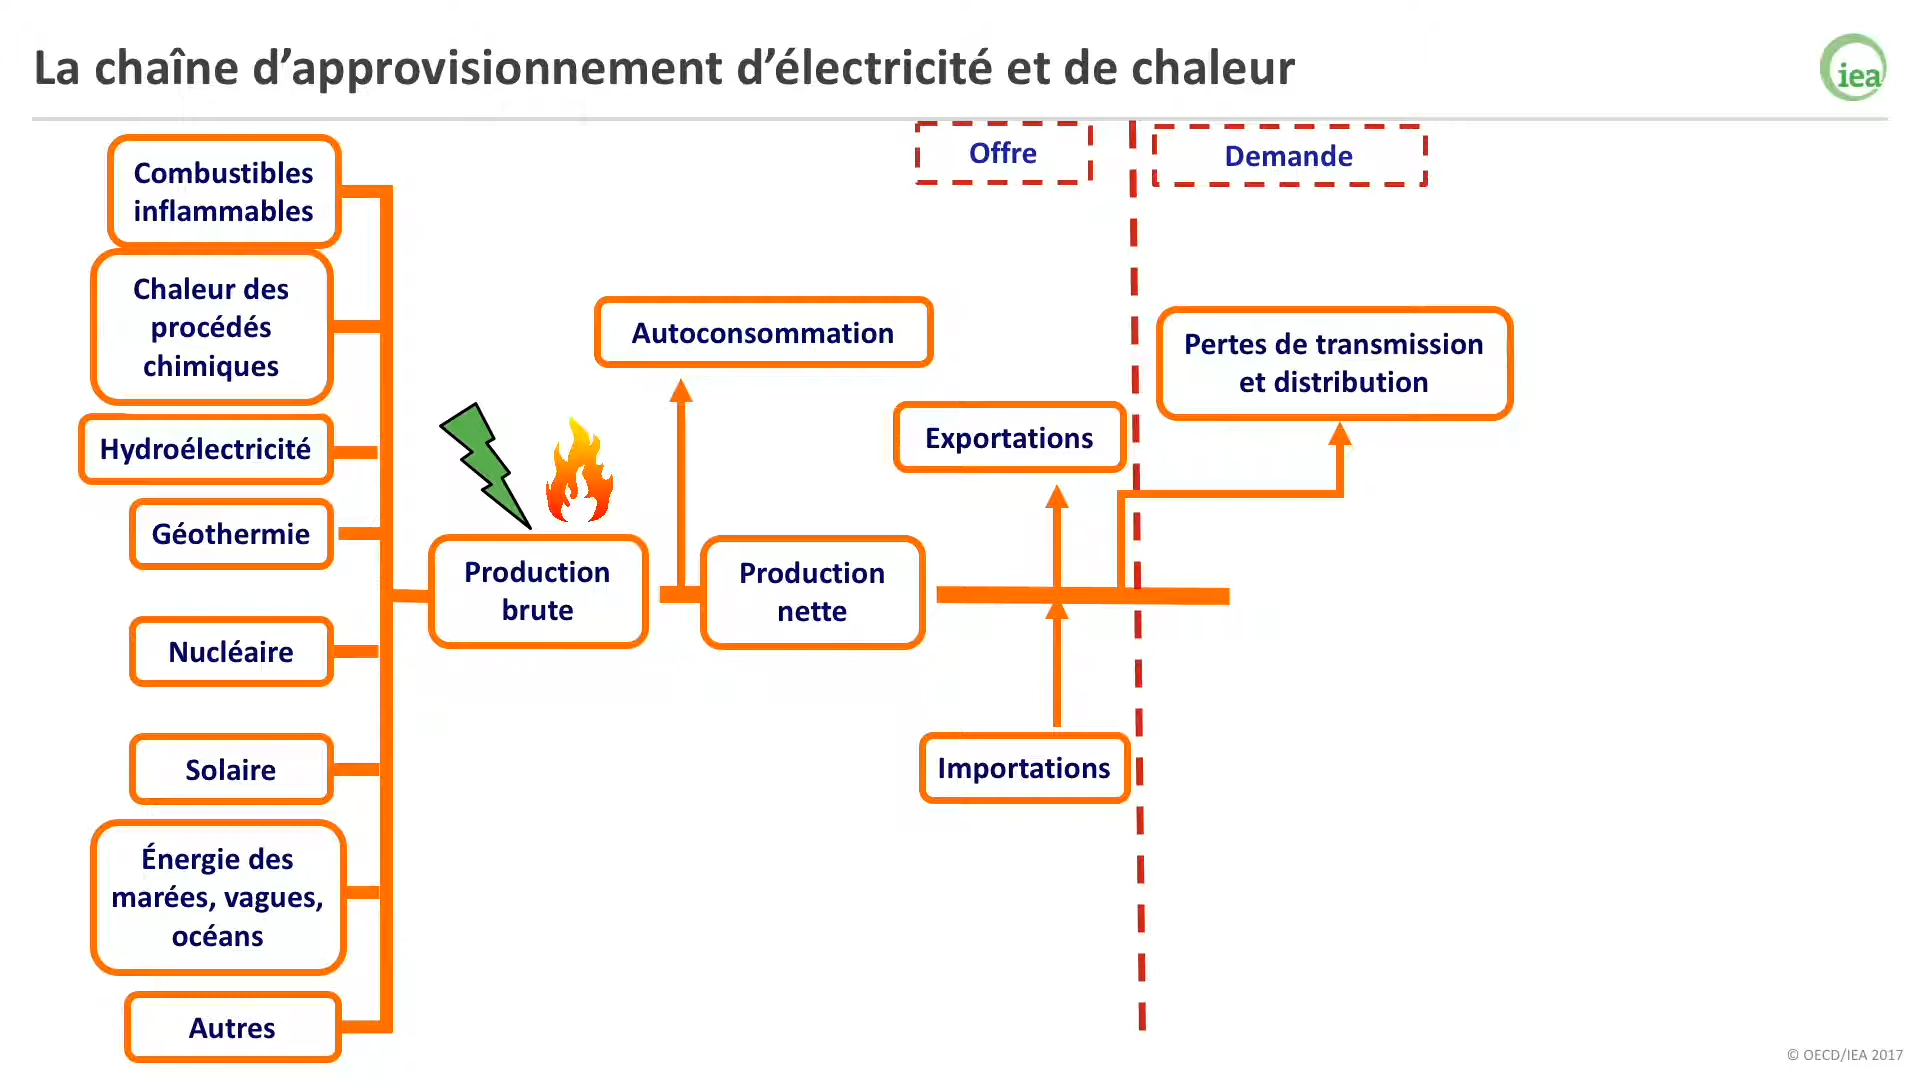 La chaîne d’approvisionnement d’électricité et de chaleur
iea
Offre
Demande
Combustibles
inflammables
Chaleur des
procédés
chimiques
Hydroélectricité
Géothermie
Nucléaire
Solaire
Énergie des
marées, vagues,
océans
Autres
Production
brute
Autoconsommation
Production
nette
Exportations
Importations
Pertes de transmission
et distribution
© OECD/IEA 2017